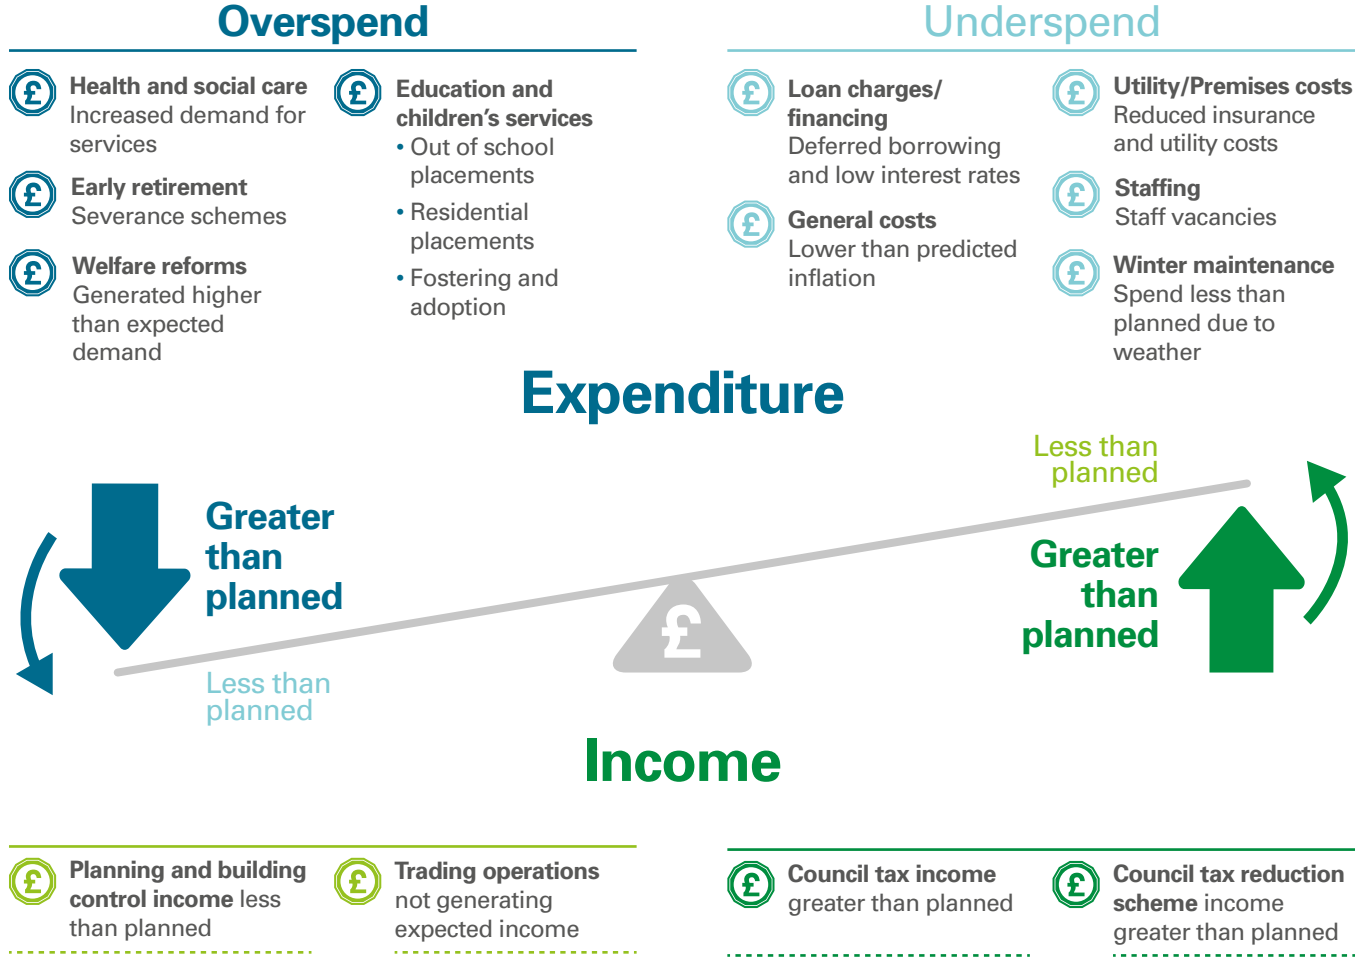 Overspend
£
Health and social care
Increased demand for
services
£
Early retirement
Severance schemes
£
Welfare reforms
Generated higher
than expected
demand
£
Education and
children’s services
• Out of school
placements
• Residential
placements
• Fostering and
adoption
Underspend
£
Loan charges/
financing
Deferred borrowing
and low interest rates
£
General costs
Lower than predicted
inflation
£
Utility/Premises costs
Reduced insurance
and utility costs
£
Staffing
Staff vacancies
£
Winter maintenance
Spend less than
planned due to
weather
Expenditure
Greater
than
planned
Less than
planned
£
Less than
planned
Greater
than
planned
Income
£
Planning and building
control income less
than planned
£
Trading operations
not generating
expected income
£
Council tax income
greater than planned
£
Council tax reduction
scheme income
greater than planned